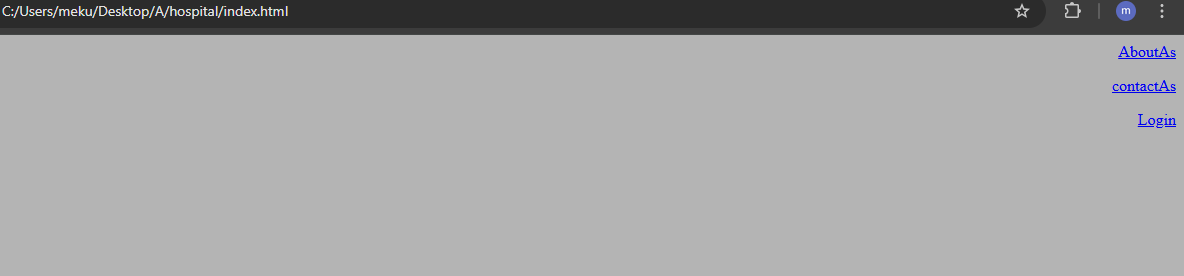 C:/Users/meku/Desktop/A/hospital/index.html
m
AboutAs
contactAs
Login